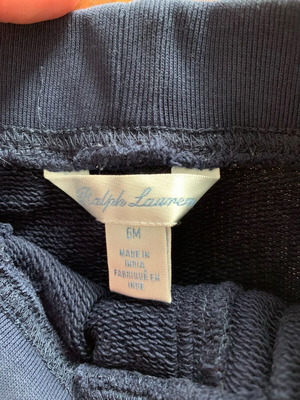 Ralph Lauren
6M
MADE IN
INDIA
FABRIQUÉ EN
INDE